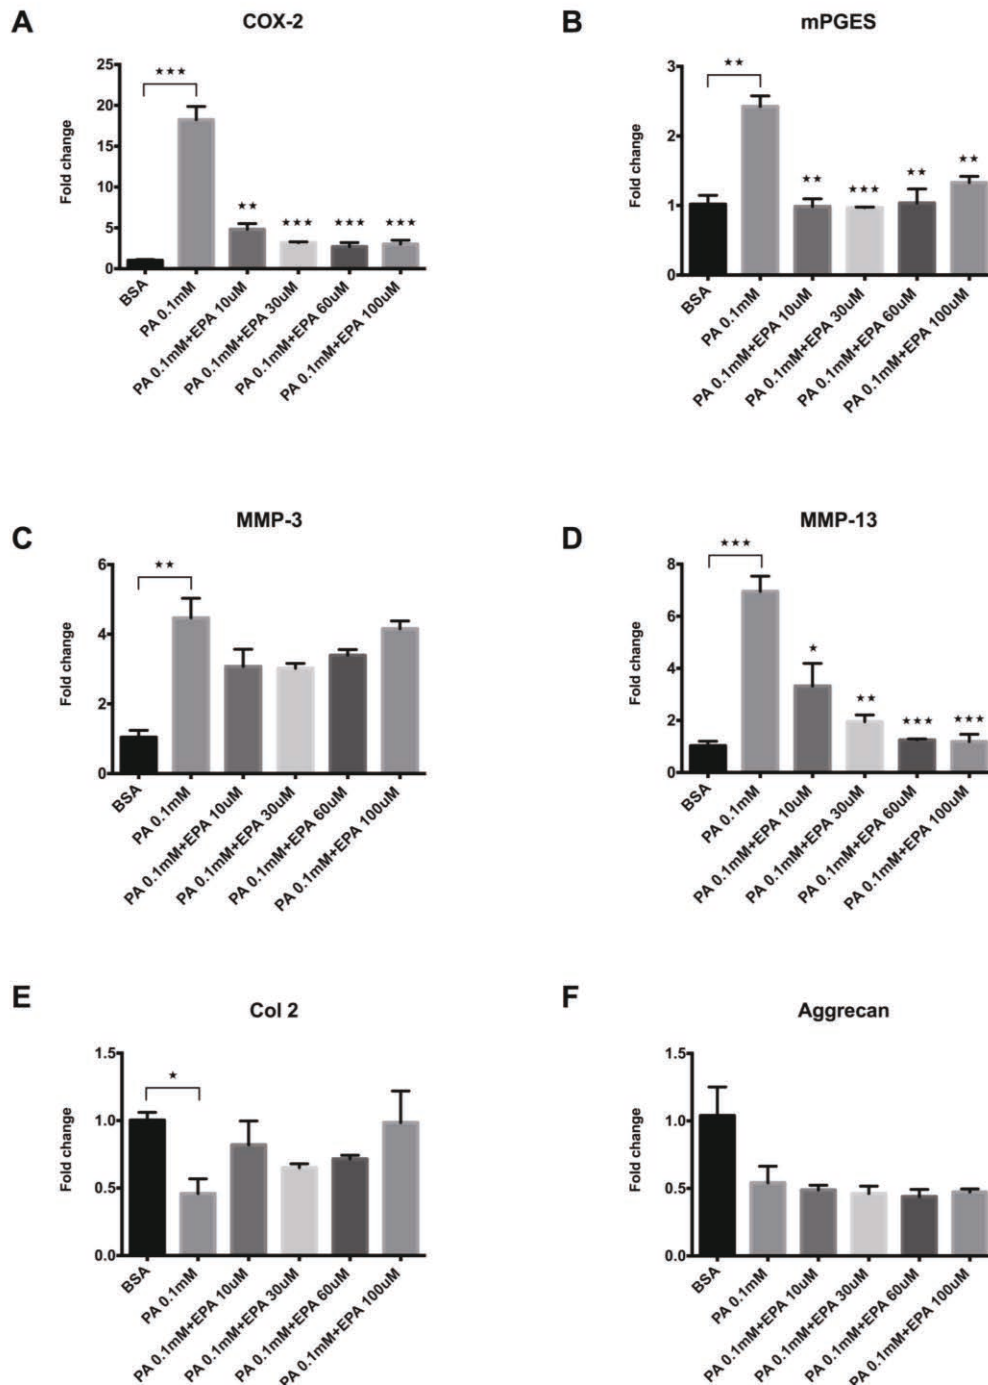 A
COX-2
Fold change
25
20
15
10
5
0
★★★
★★
★★★
★★★
★★★
BSA
PA 0.1mM
PA 0.1mM+EPA 10uM
PA 0.1mM+EPA 30uM
PA 0.1mM+EPA 60uM
PA 0.1mM+EPA 100uM
B
mPGES
Fold change
3
2
1
0
★★
★★
★★★
★★
★★
BSA
PA 0.1mM
PA 0.1mM+EPA 10uM
PA 0.1mM+EPA 30uM
PA 0.1mM+EPA 60uM
PA 0.1mM+EPA 100uM
C
MMP-3
Fold change
6
4
2
0
★★
BSA
PA 0.1mM
PA 0.1mM+EPA 10uM
PA 0.1mM+EPA 30uM
PA 0.1mM+EPA 60uM
PA 0.1mM+EPA 100uM
D
MMP-13
Fold change
8
6
4
2
0
★★★
★
★★
★★★
★★★
BSA
PA 0.1mM
PA 0.1mM+EPA 10uM
PA 0.1mM+EPA 30uM
PA 0.1mM+EPA 60uM
PA 0.1mM+EPA 100uM
E
Col 2
Fold change
1.5
1.0
0.5
0.0
★
BSA
PA 0.1mM
PA 0.1mM+EPA 10uM
PA 0.1mM+EPA 30uM
PA 0.1mM+EPA 60uM
PA 0.1mM+EPA 100uM
F
Aggrecan
Fold change
1.5
1.0
0.5
0.0
BSA
PA 0.1mM
PA 0.1mM+EPA 10uM
PA 0.1mM+EPA 30uM
PA 0.1mM+EPA 60uM
PA 0.1mM+EPA 100uM